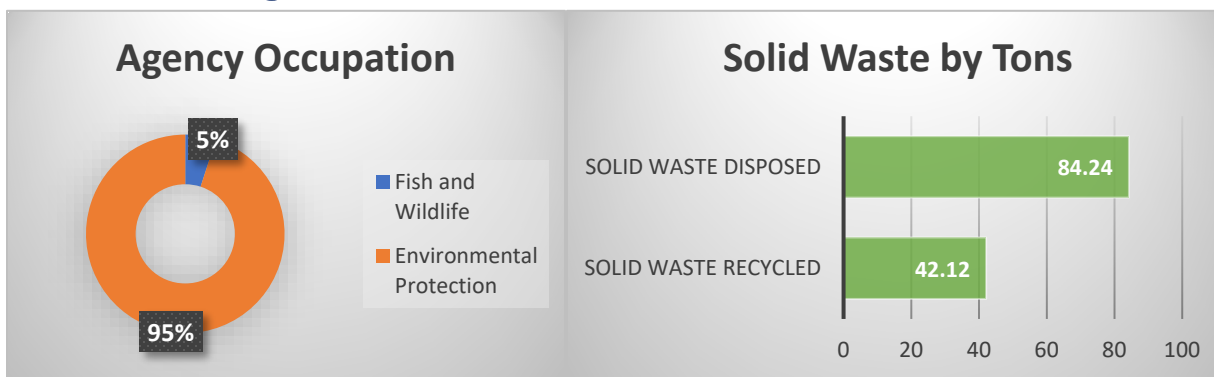 Agency Occupation
5%
95%
Fish and
Wildlife
Environmental
Protection
Solid Waste by Tons
SOLID WASTE DISPOSED
84.24
SOLID WASTE RECYCLED
42.12
0 20 40 60 80 100